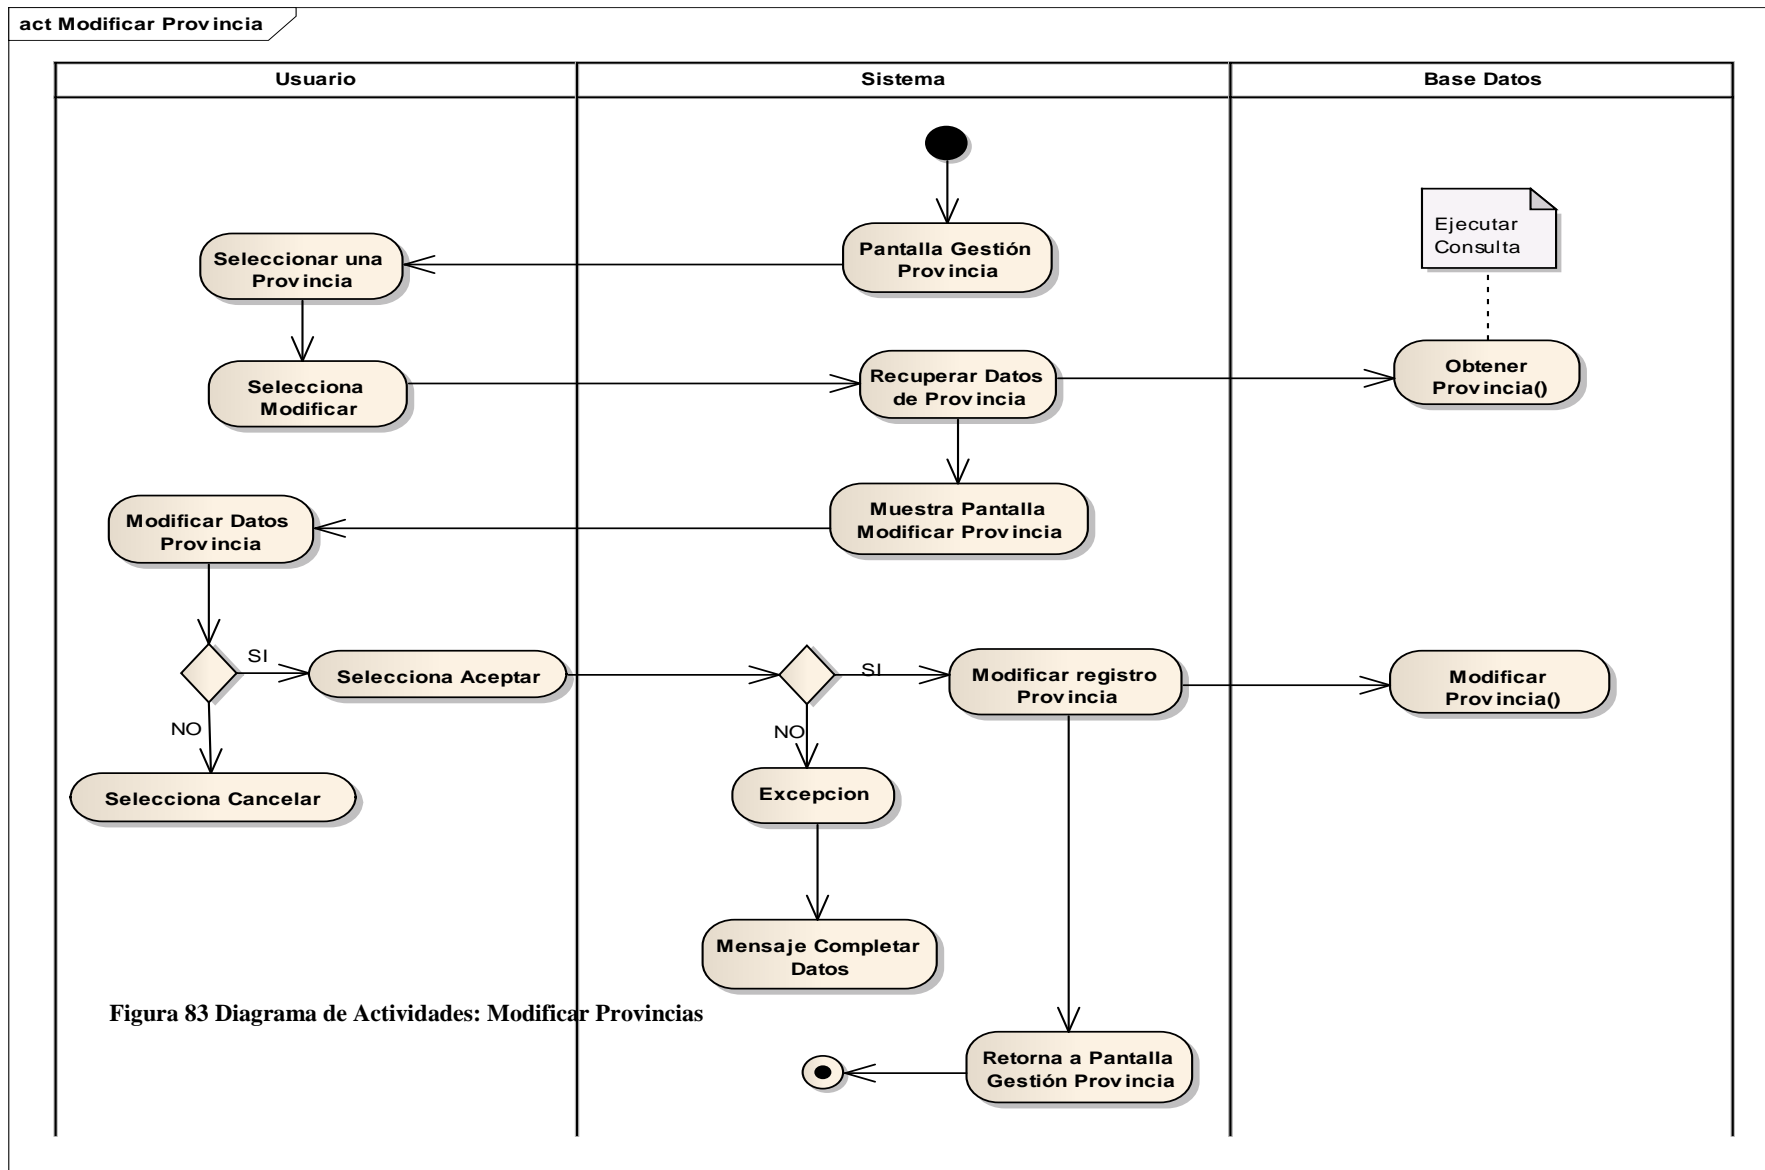 act Modificar Provincia
Usuario
Sistema
Base Datos
Ejecutar
Consulta
Pantalla Gestión
Provincia
Seleccionar una
Provincia
Selecciona
Modificar
Recuperar Datos
de Provincia
Obtener
Provincia()
Muestra Pantalla
Modificar Provincia
Modificar Datos
Provincia
SI
Selecciona Aceptar
SI
Modificar registro
Provincia
Modificar
Provincia()
NO
NO
Selecciona Cancelar
Excepcion
Mensaje Completar
Datos
Figura 83 Diagrama de Actividades: Modificar Provincias
Retorna a Pantalla
Gestión Provincia